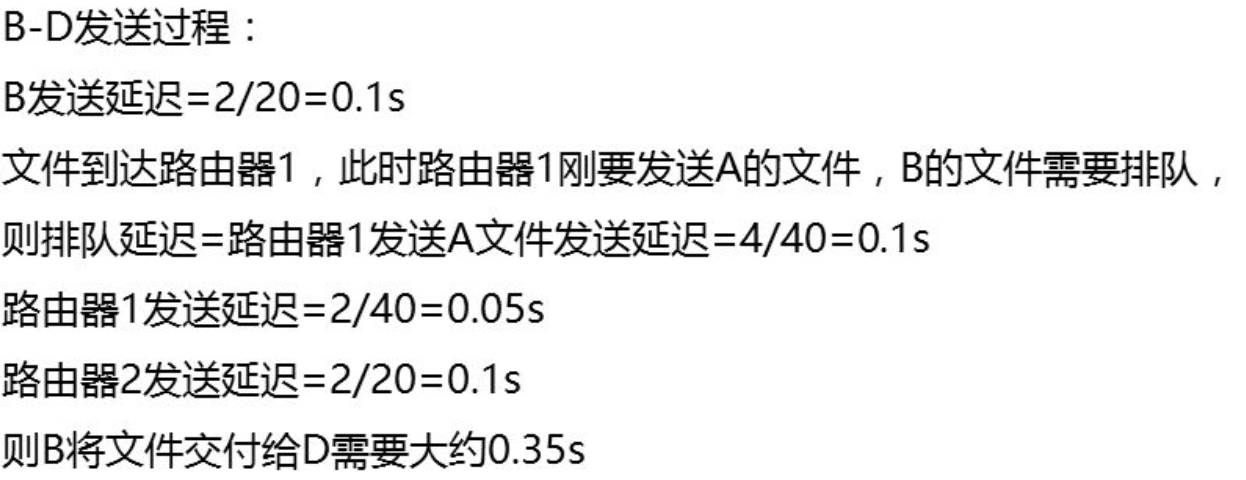 B-D发送过程：
B发送延迟=2/20=0.1s
文件到达路由器1，此时路由器1刚要发送A的文件，B的文件需要排队，
则排队延迟=路由器1发送A文件发送延迟=4/40=0.1s
路由器1发送延迟=2/40=0.05s
路由器2发送延迟=2/20=0.1s
则B将文件交付给D需要大约0.35s